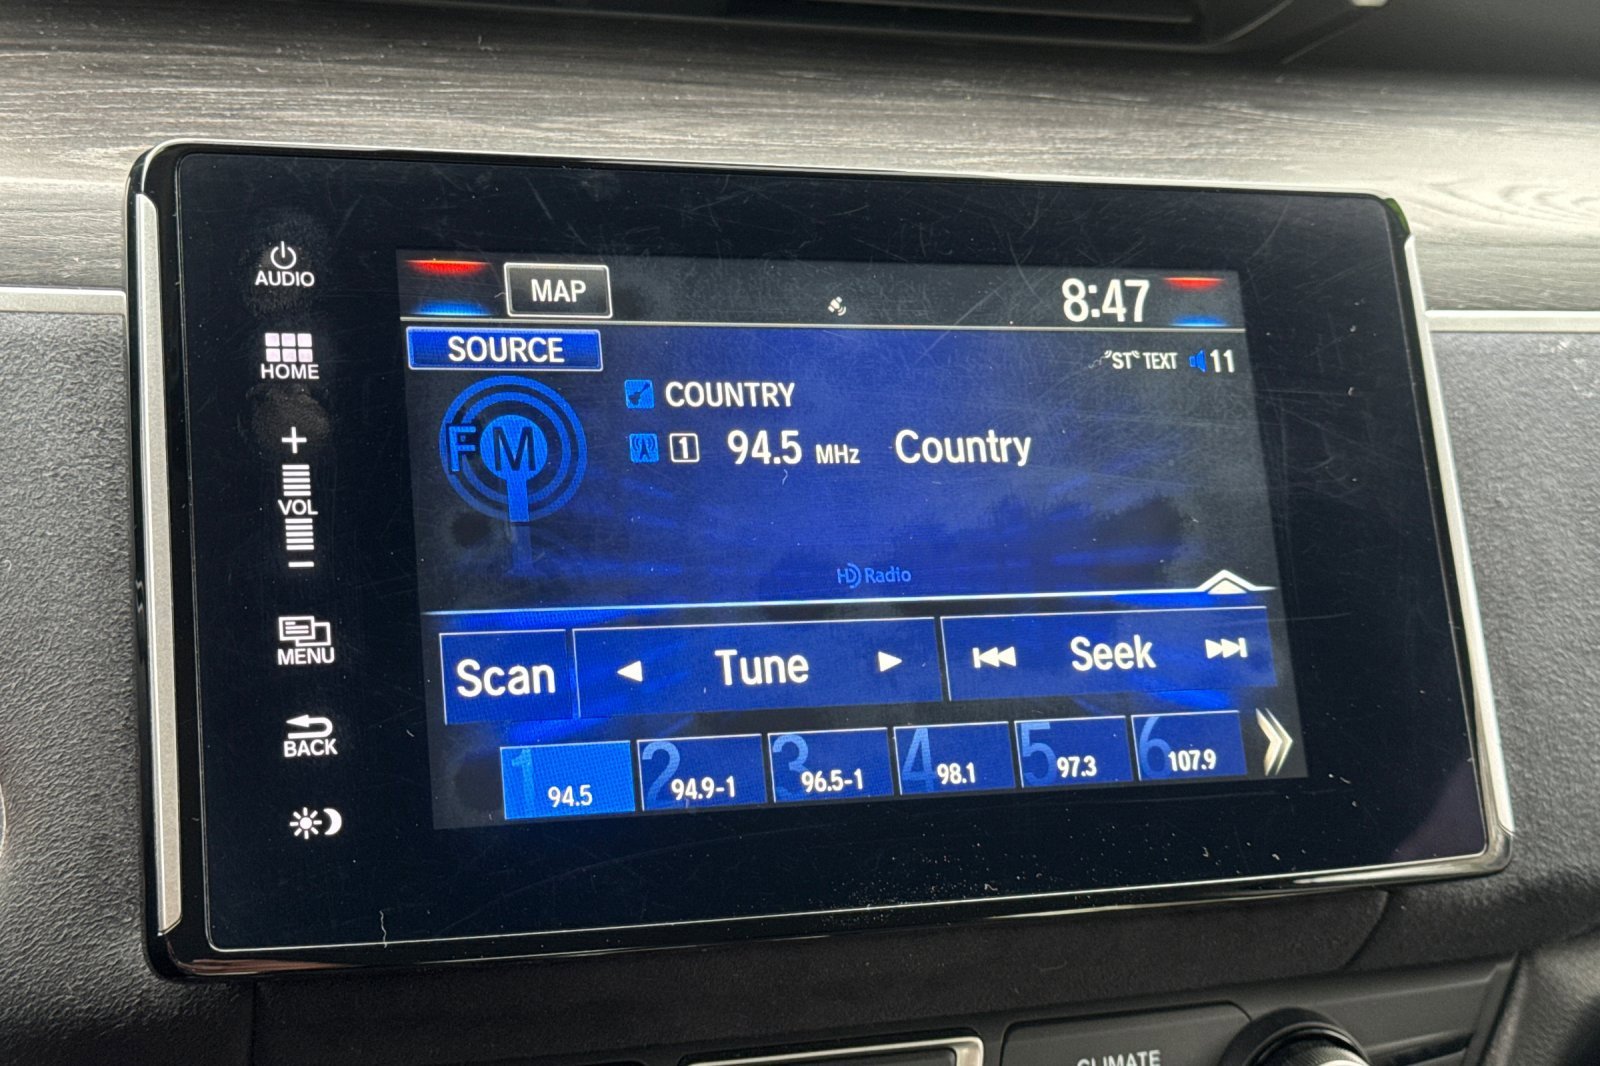 AUDIO
HOME
+
VOL
−
MENU
BACK
MAP
8:47
SOURCE
ST TEXT 11
FM
COUNTRY
1 94.5 MHz Country
HD Radio
Scan Tune Seek
1 94.5
2 94.9-1
3 96.5-1
4 98.1
5 97.3
6 107.9
CLIMATE